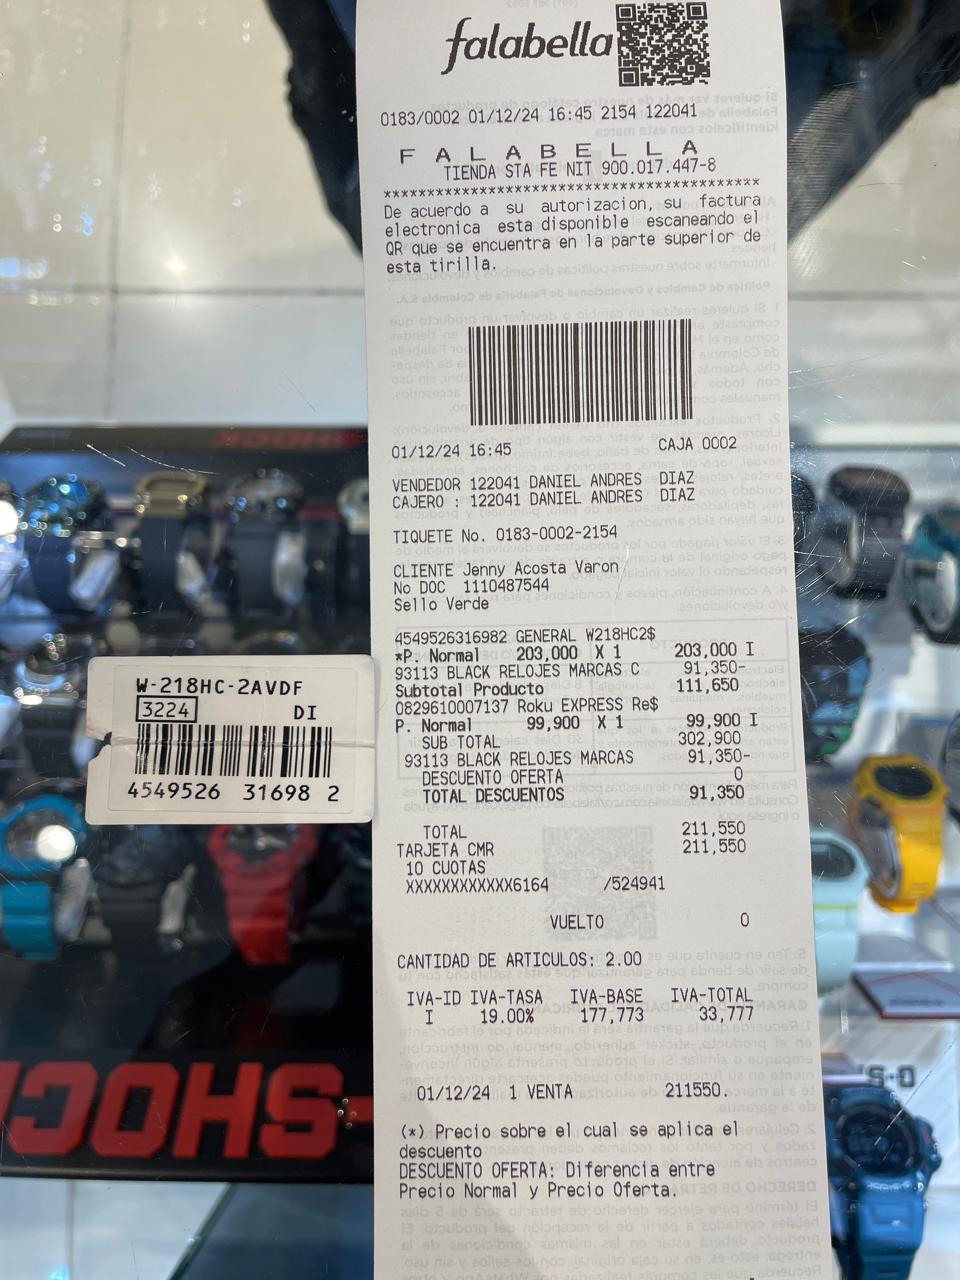 falabella
0183/0002 01/12/24 16:45 2154 122041
F A L A B E L L A
TIENDA STA FE NIT 900.017.447-8
******************************************
De acuerdo a su autorizacion, su factura
electronica esta disponible escaneando el
QR que se encuentra en la parte superior de
esta tirilla.
01/12/24 16:45 CAJA 0002
VENDEDOR 122041 DANIEL ANDRES DIAZ
CAJERO : 122041 DANIEL ANDRES DIAZ
TIQUETE No. 0183-0002-2154
CLIENTE Jenny Acosta Varon
No DOC 1110487544
Sello Verde
4549526316982 GENERAL W218HC2$
*P. Normal 203,000 X 1 203,000 I
93113 BLACK RELOJES MARCAS C 91,350-
Subtotal Producto 111,650
0829610007137 Roku EXPRESS Re$
P. Normal 99,900 X 1 99,900 I
SUB TOTAL 302,900
93113 BLACK RELOJES MARCAS 91,350-
DESCUENTO OFERTA 0
TOTAL DESCUENTOS 91,350
TOTAL 211,550
TARJETA CMR 211,550
10 CUOTAS
XXXXXXXXXXXX6164 /524941
VUELTO 0
CANTIDAD DE ARTICULOS: 2.00
IVA-ID IVA-TASA IVA-BASE IVA-TOTAL
I 19.00% 177,773 33,777
01/12/24 1 VENTA 211550.
(*) Precio sobre el cual se aplica el
descuento
DESCUENTO OFERTA: Diferencia entre
Precio Normal y Precio Oferta.
W-218HC-2AVDF
3224 DI
4549526 31698 2
SHOCK
G-S